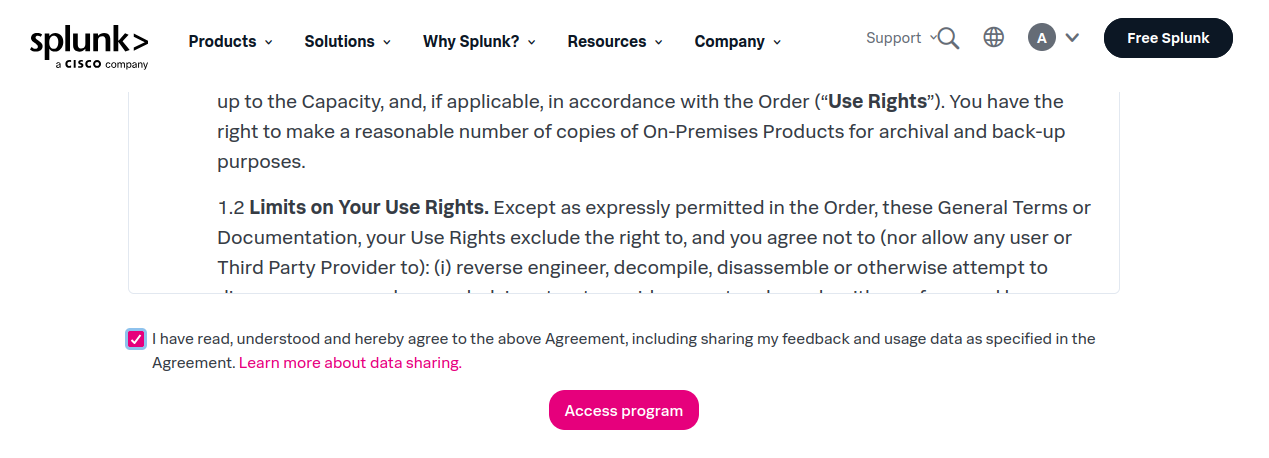 splunk>
a CISCO company
Products
Solutions
Why Splunk?
Resources
Company
Support
A
Free Splunk
up to the Capacity, and, if applicable, in accordance with the Order (“Use Rights”). You have the
right to make a reasonable number of copies of On-Premises Products for archival and back-up
purposes.
1.2 Limits on Your Use Rights. Except as expressly permitted in the Order, these General Terms or
Documentation, your Use Rights exclude the right to, and you agree not to (nor allow any user or
Third Party Provider to): (i) reverse engineer, decompile, disassemble or otherwise attempt to
I have read, understood and hereby agree to the above Agreement, including sharing my feedback and usage data as specified in the
Agreement. Learn more about data sharing.
Access program